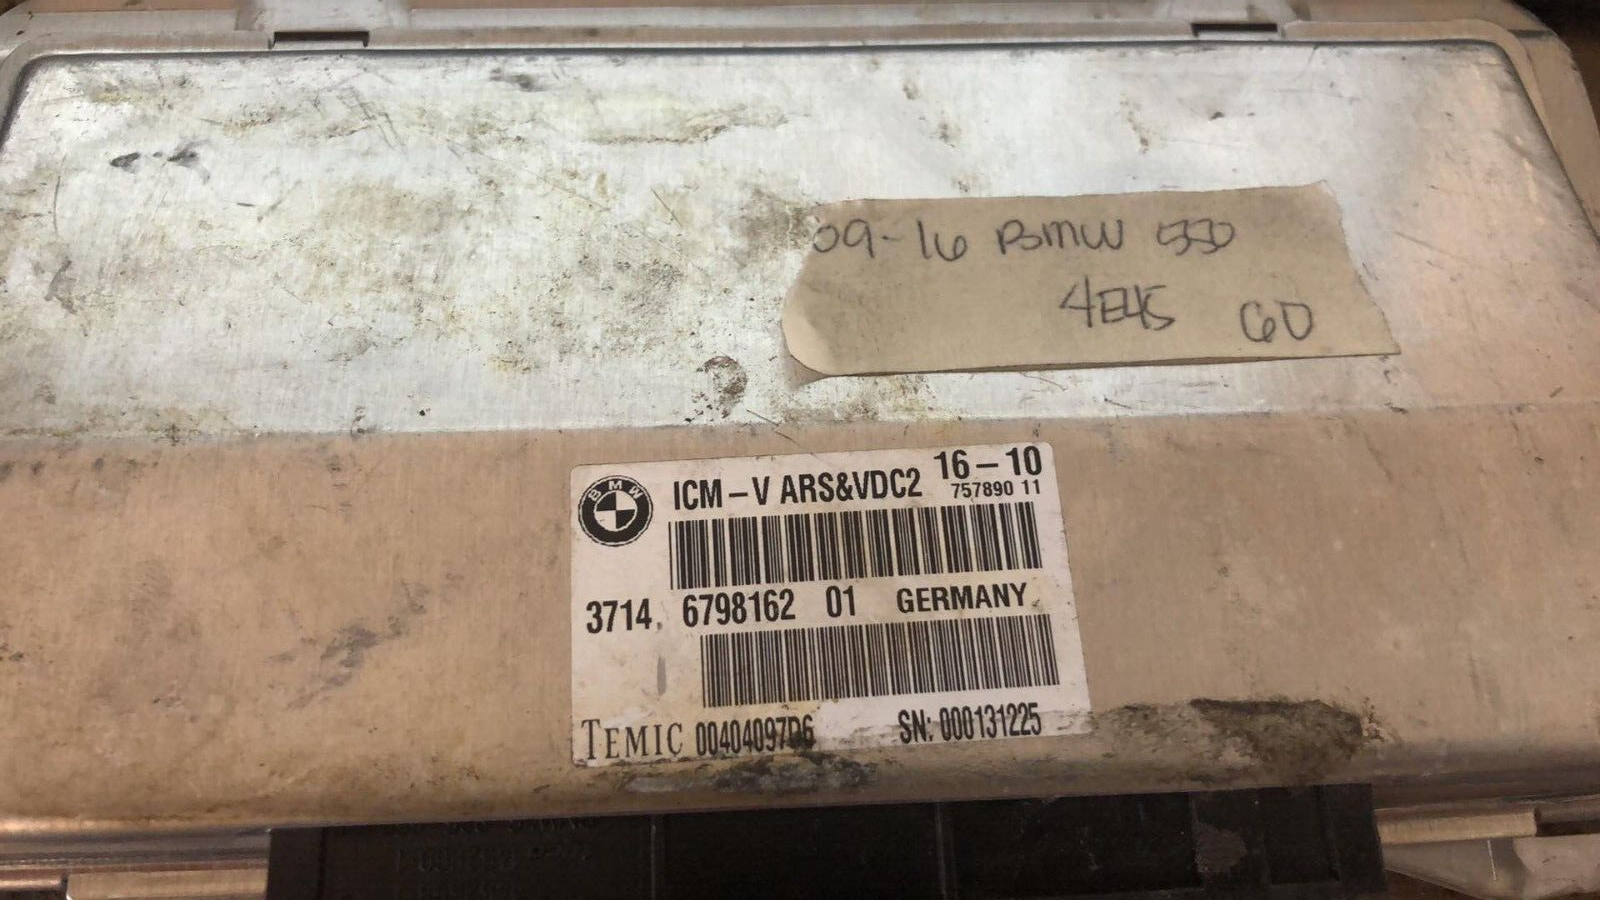 09-16 BMW 550
4E45 GD
BMW
ICM-V ARS&VDC2 16-10
757890 11
3714. 6798162 01 GERMANY
TEMIC 00404097D6 SN: 000131225